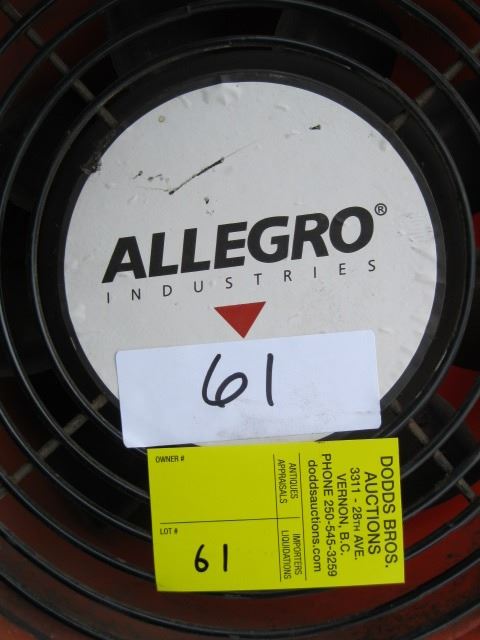 ALLEGRO®
INDUSTRIES
61
OWNER #
LOT #
61
ANTIQUES
APPRAISALS
IMPORTERS
LIQUIDATIONS
DODDS BROS.
AUCTIONS
3311 - 28TH AVE.
VERNON, B.C.
PHONE 250-545-3259
doddsauctions.com